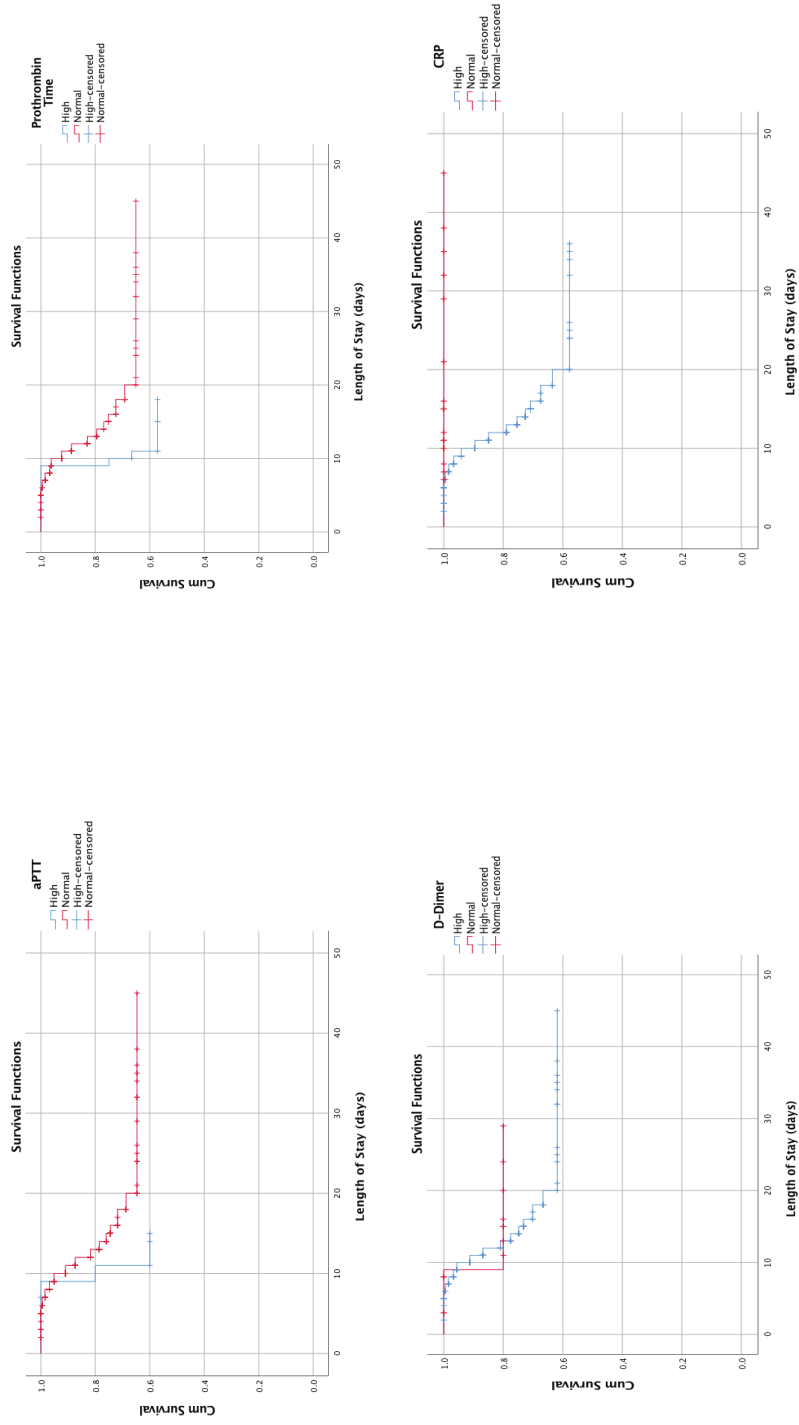 Survival Functions
aPTT
High
Normal
High-censored
Normal-censored
Cum Survival
1.0
0.8
0.6
0.4
0.2
0.0
0
10
20
30
40
50
Length of Stay (days)
Survival Functions
Prothrombin
Time
High
Normal
High-censored
Normal-censored
Cum Survival
1.0
0.8
0.6
0.4
0.2
0.0
0
10
20
30
40
50
Length of Stay (days)
Survival Functions
D-Dimer
High
Normal
High-censored
Normal-censored
Cum Survival
1.0
0.8
0.6
0.4
0.2
0.0
0
10
20
30
40
50
Length of Stay (days)
Survival Functions
CRP
High
Normal
High-censored
Normal-censored
Cum Survival
1.0
0.8
0.6
0.4
0.2
0.0
0
10
20
30
40
50
Length of Stay (days)